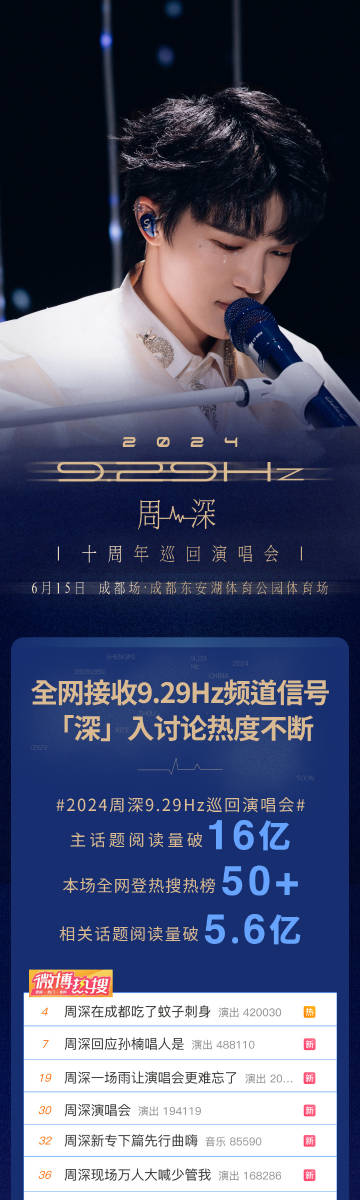 2024
9.29Hz
周深
十周年巡回演唱会
6月15日 成都场·成都东安湖体育公园体育场
全网接收9.29Hz频道信号
「深」入讨论热度不断
#2024周深9.29Hz巡回演唱会#
主话题阅读量破16亿
本场全网登热搜热榜50+
相关话题阅读量破5.6亿
微博热搜
4 周深在成都吃了蚊子刺身 演出 420030 热
7 周深回应孙楠唱人是 演出 488110 新
19 周深一场雨让演唱会更难忘了 演出 20... 新
30 周深演唱会 演出 194119 新
32 周深新专下篇先行曲嗨 音乐 85590 新
36 周深现场万人大喊少管我 演出 168286 新